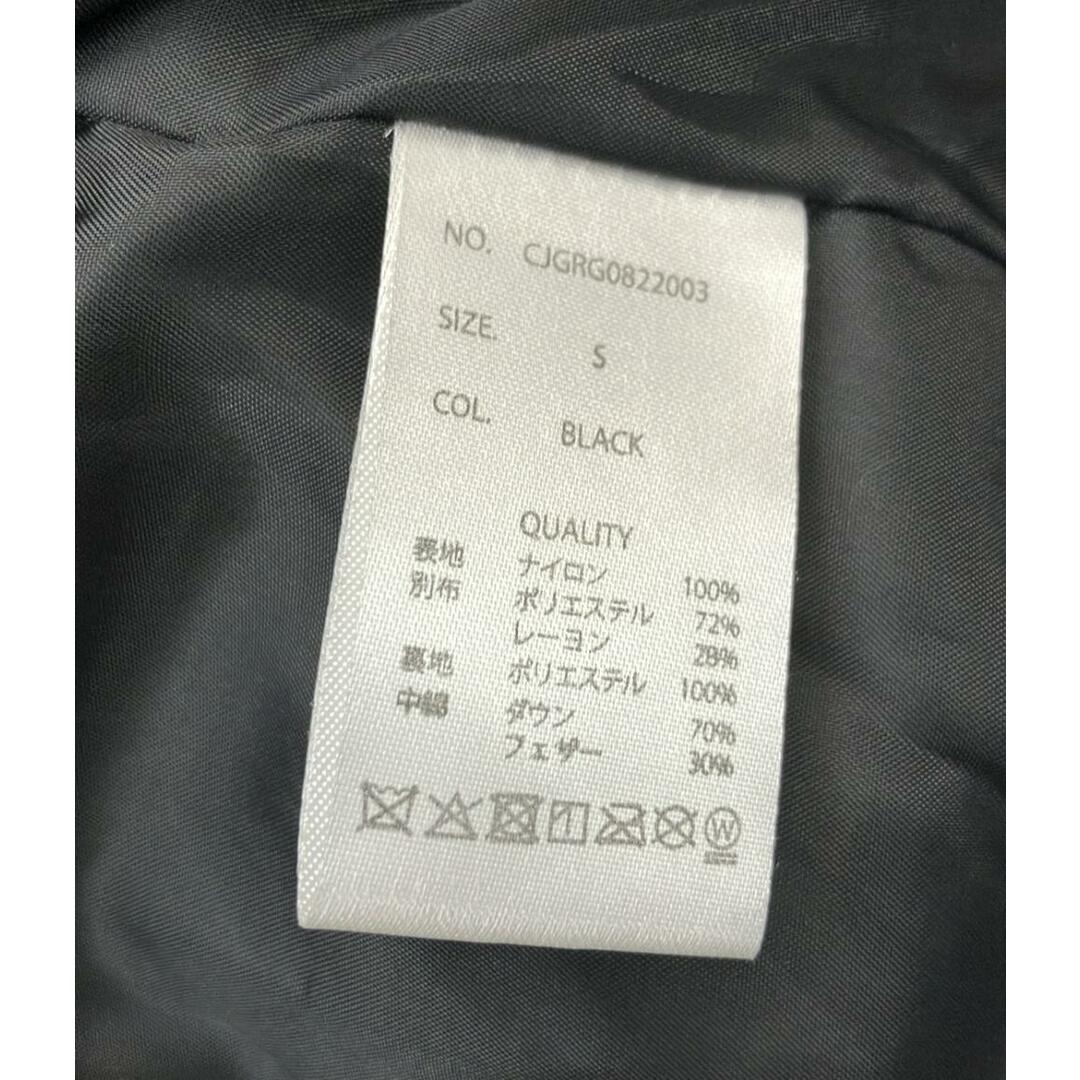 NO. CJGRG0822003
SIZE. S
COL. BLACK
QUALITY
表地 ナイロン 100%
別布 ポリエステル 72%
レーヨン 28%
裏地 ポリエステル 100%
中綿 ダウン 70%
フェザー 30%
W